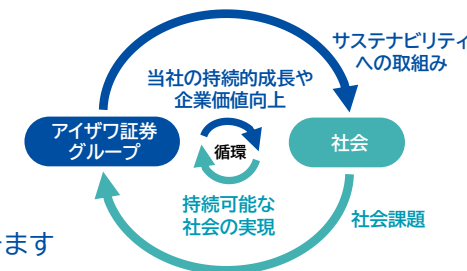 サステナビリティ
への取組み
当社の持続的成長や
企業価値向上
アイザワ証券
グループ
循環
社会
持続可能な
社会の実現
社会課題
ます